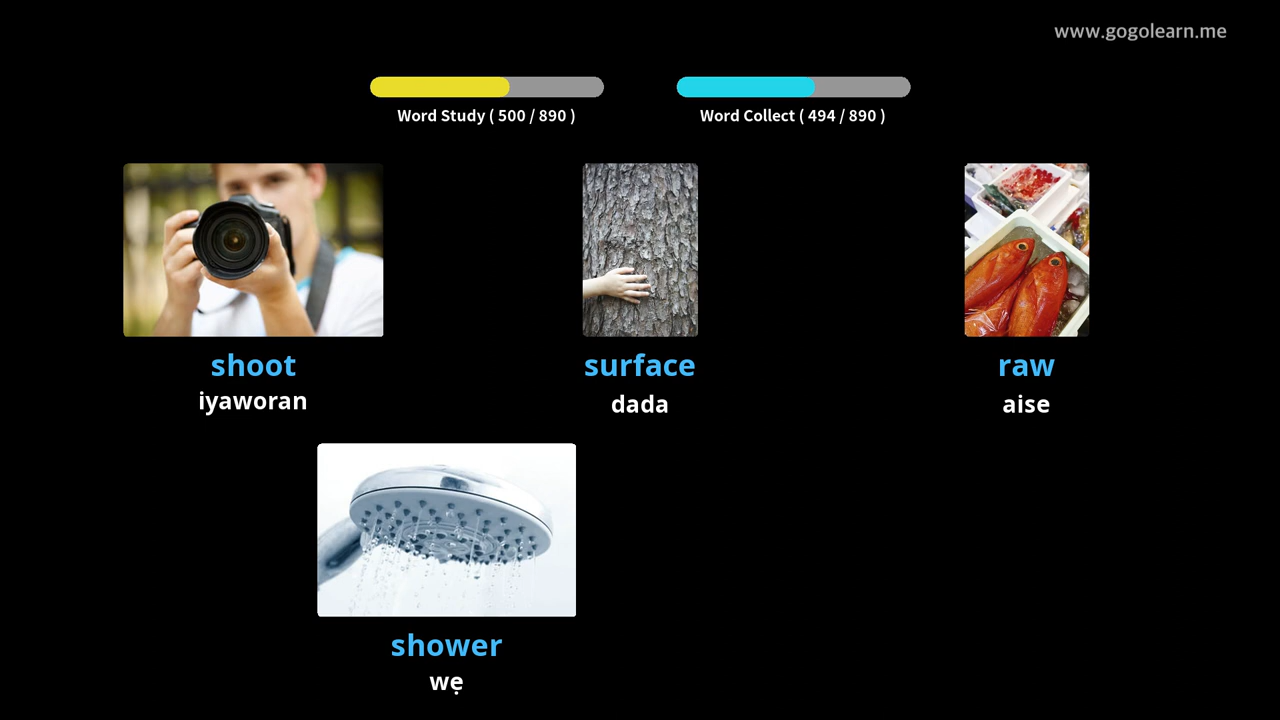 www.gogolearn.me
Word Study ( 500 / 890 )
Word Collect ( 494 / 890 )
shoot
iyaworan
surface
dada
raw
aise
shower
wẹ